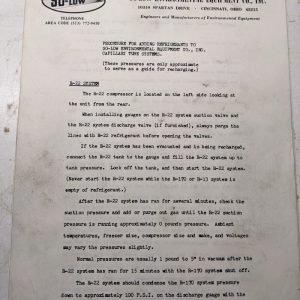 SO-LOW
ENVIRONMENTAL EQUIPMENT CO., INC.
10310 SPARTAN DRIVE · CINCINNATI, OHIO 45215
Engineers and Manufacturers of Environmental Equipment
TELEPHONE
AREA CODE (513) 772-9410
PROCEDURE FOR ADDING REFRIGERANTS TO
SO-LOW ENVIRONMENTAL EQUIPMENT CO., INC.
CAPILLARY TUBE SYSTEMS.
(These pressures are only approximate
to serve as a guide for recharging.)
R-22 SYSTEM
The R-22 compressor is located on the left side looking at
the unit from the rear.
When installing gauges on the system suction valve and
the system discharge valve (if furnished), always purge the
lines with R-22 refrigerant before opening the valves.
If the R-22 system has been evacuated and is being recharged,
connect the R-22 tank to the gauge and fill the R-22 system up to
tank pressure. Lock off the tank, and then start the R-22 system.
(Never start the R-22 system while the R-170 or R-13 system is
empty of refrigerant.)
After the R-22 system has ran for several minutes, check the
suction pressure and add or purge out gas until the R-22 suction
pressure is running approximately 0 pounds pressure. Ambient
temperatures, freezer size, compressor size and make, and Voltages
may vary the pressures slightly.
Normal pressures are usually 1 pound to 5" in vacuum after the
R-22 system has ran for 15 minutes with the R-170 system shut off.
The R-22 system should condense the R-170 system pressure
down to approximately 100 P.S.I. on the discharge gauge with the